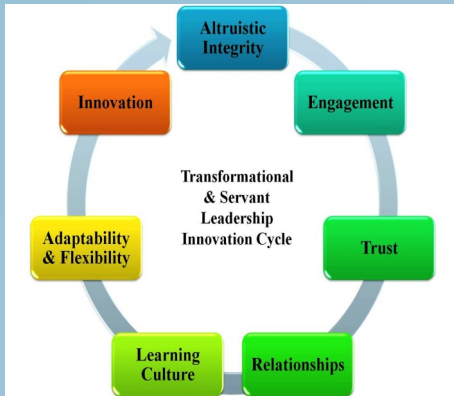 Altruistic
Integrity
Engagement
Trust
Relationships
Learning
Culture
Adaptability
& Flexibility
Innovation
Transformational
& Servant
Leadership
Innovation Cycle